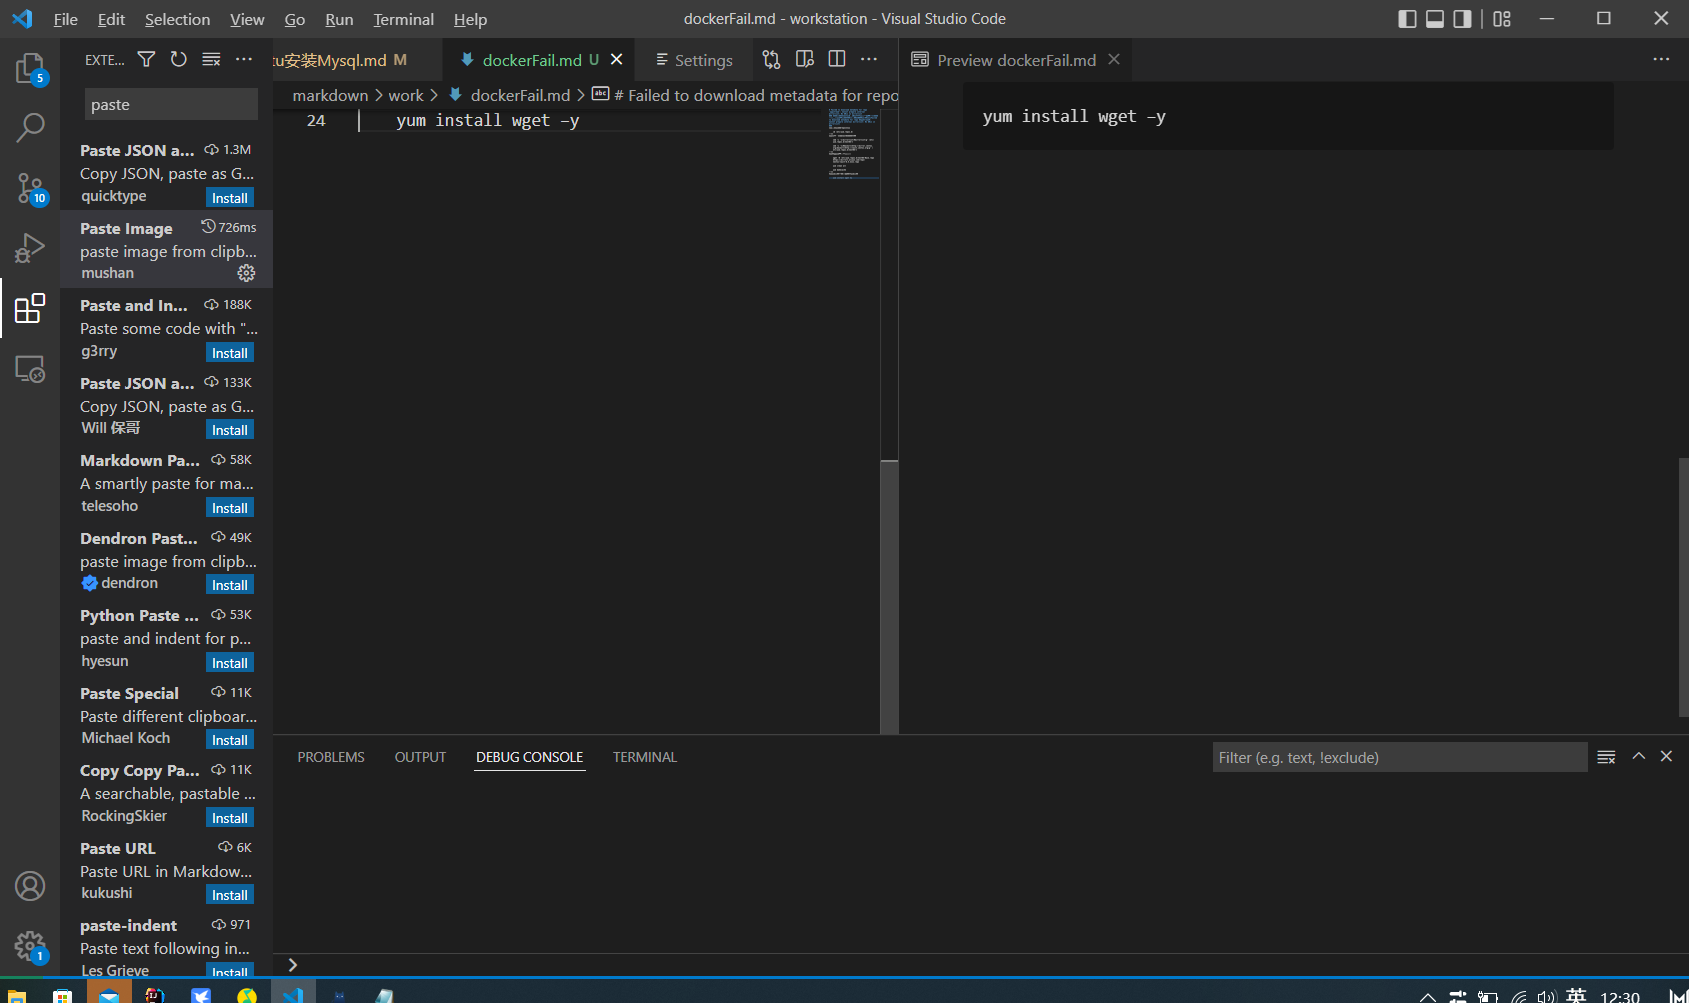 File Edit Selection View Go Run Terminal Help
dockerFail.md - workstation - Visual Studio Code
EXTE...
tu安装Mysql.md M
dockerFail.md U
Settings
Preview dockerFail.md
5
paste
markdown > work > dockerFail.md > # Failed to download metadata for repo
24 yum install wget -y
yum install wget -y
10
1
Paste JSON a... 1.3M
Copy JSON, paste as G...
quicktype Install
Paste Image 726ms
paste image from clipb...
mushan
Paste and In... 188K
Paste some code with "...
g3rry Install
Paste JSON a... 133K
Copy JSON, paste as G...
Will 保哥 Install
Markdown Pa... 58K
A smartly paste for ma...
telesoho Install
Dendron Past... 49K
paste image from clipb...
dendron Install
Python Paste ... 53K
paste and indent for p...
hyesun Install
Paste Special 11K
Paste different clipboar...
Michael Koch Install
Copy Copy Pa... 11K
A searchable, pastable ...
RockingSkier Install
Paste URL 6K
Paste URL in Markdow...
kukushi Install
paste-indent 971
Paste text following in...
Les Grieve Install
PROBLEMS OUTPUT DEBUG CONSOLE TERMINAL
Filter (e.g. text, !exclude)
英 12:30